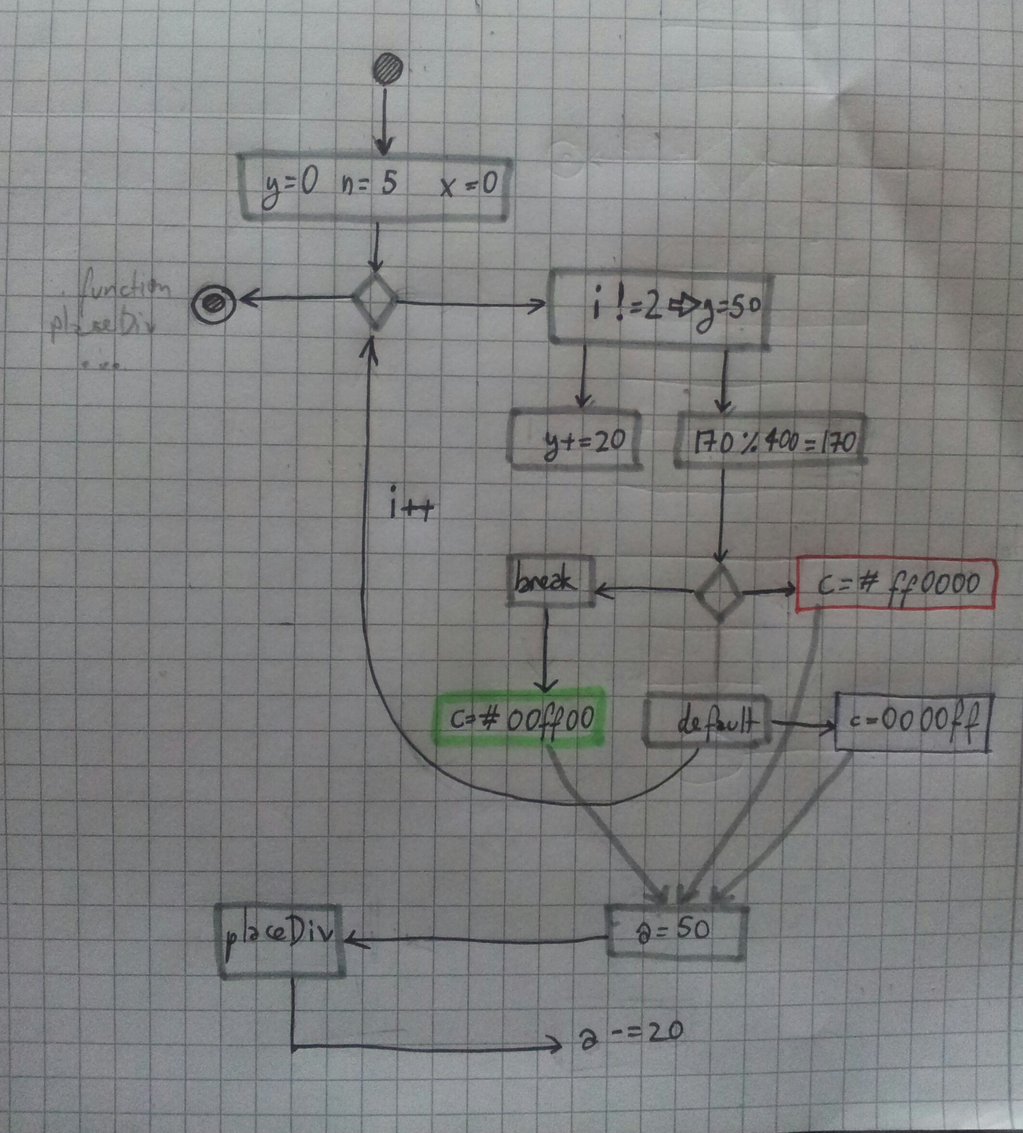 y=0 n=5 x=0
function
placeDiv
...
i !=2 ⇒ y=50
y+=20
170 % 400 = 170
i++
break
c=# ff0000
c=# 00ff00
default
c=0000ff
placeDiv
a=50
a -=20